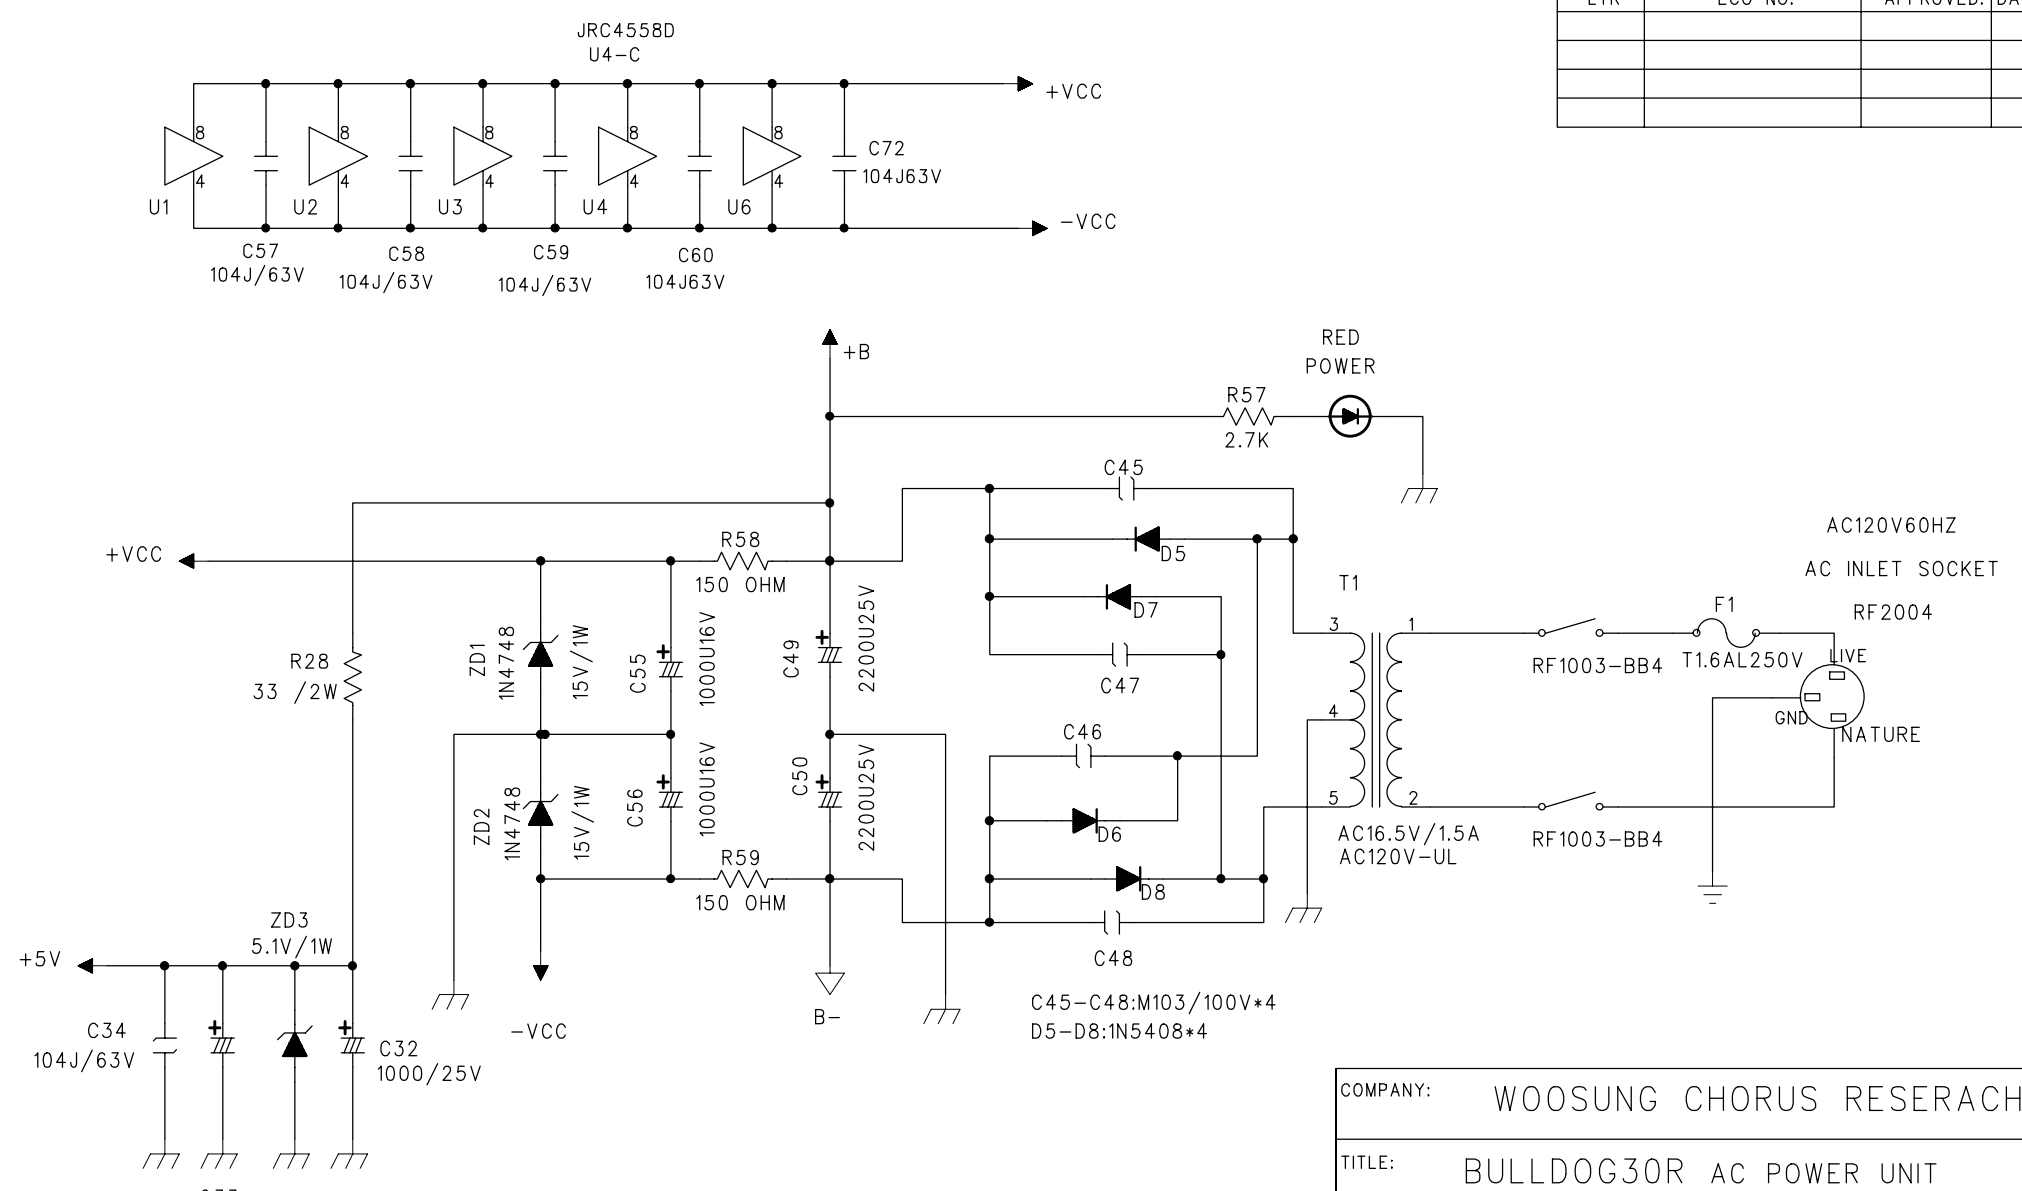 JRC4558D
U4-C
LTR ECO NO: APPROVED: DA
+VCC
8 8 8 8 8
C72
104J63V
4 4 4 4 4
U1 U2 U3 U4 U6
-VCC
C57
104J/63V
C58
104J/63V
C59
104J/63V
C60
104J63V
+B
RED
POWER
R57
2.7K
C45
D5
D7
C47
C46
D6
D8
C48
+VCC
R58
150 OHM
ZD1
1N4748
15V/1W
C55
1000U16V
C49
2200U25V
R28
33 /2W
ZD2
1N4748
15V/1W
C56
1000U16V
C50
2200U25V
R59
150 OHM
T1
3
4
5
1
2
AC16.5V/1.5A
AC120V-UL
RF1003-BB4
RF1003-BB4
F1
T1.6AL250V
AC120V60HZ
AC INLET SOCKET
RF2004
LIVE
GND
NATURE
ZD3
5.1V/1W
+5V
C34
104J/63V
C32
1000/25V
-VCC
B-
C45-C48:M103/100V*4
D5-D8:1N5408*4
COMPANY: WOOSUNG CHORUS RESERACH
TITLE: BULLDOG30R AC POWER UNIT